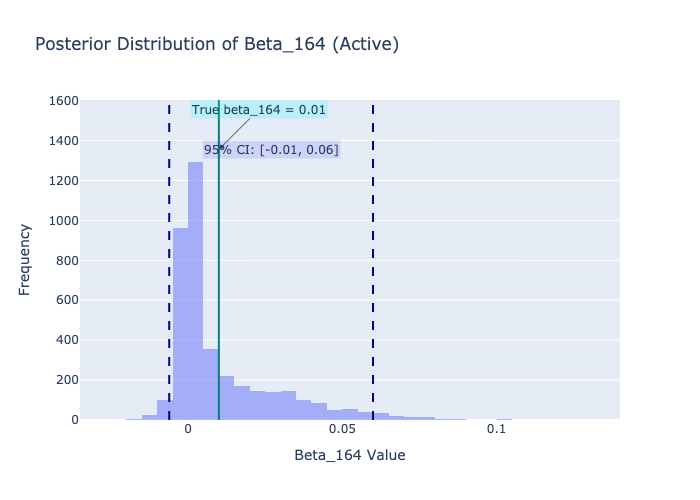 Posterior Distribution of Beta_164 (Active)
1600
True beta_164 = 0.01
1400
95% CI: [-0.01, 0.06]
1200
1000
800
600
400
200
0
Frequency
0
0.05
0.1
Beta_164 Value